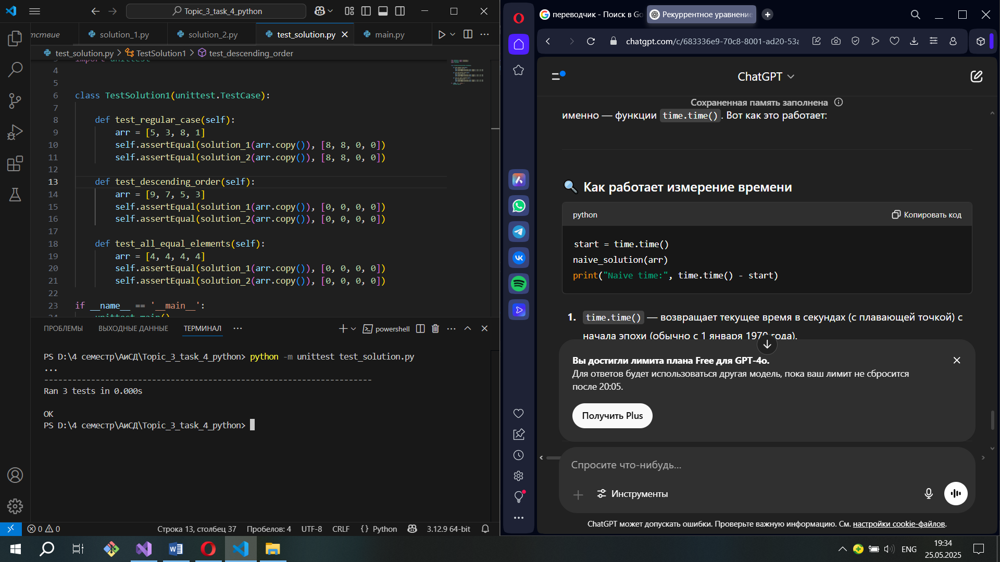 Topic_3_task_4_python
тствие
solution_1.py
solution_2.py
test_solution.py
main.py
test_solution.py > TestSolution1 > test_descending_order
3 import unittest
4
5
6 class TestSolution1(unittest.TestCase):
7
8 def test_regular_case(self):
9 arr = [5, 3, 8, 1]
10 self.assertEqual(solution_1(arr.copy()), [8, 8, 0, 0])
11 self.assertEqual(solution_2(arr.copy()), [8, 8, 0, 0])
12
13 def test_descending_order(self):
14 arr = [9, 7, 5, 3]
15 self.assertEqual(solution_1(arr.copy()), [0, 0, 0, 0])
16 self.assertEqual(solution_2(arr.copy()), [0, 0, 0, 0])
17
18 def test_all_equal_elements(self):
19 arr = [4, 4, 4, 4]
20 self.assertEqual(solution_1(arr.copy()), [0, 0, 0, 0])
21 self.assertEqual(solution_2(arr.copy()), [0, 0, 0, 0])
22
23 if __name__ == '__main__':
24 unittest.main()
ПРОБЛЕМЫ ВЫХОДНЫЕ ДАННЫЕ ТЕРМИНАЛ
powershell
PS D:\4 семестр\АиСД\Topic_3_task_4_python> python -m unittest test_solution.py
...
----------------------------------------------------------------------
Ran 3 tests in 0.000s
OK
PS D:\4 семестр\АиСД\Topic_3_task_4_python>
0 0 Строка 13, столбец 37 Пробелов: 4 UTF-8 CRLF {} Python 3.12.9 64-bit
переводчик - Поиск в Go
Рекуррентное уравнение
chatgpt.com/c/683336e9-70c8-8001-ad20-53a
ChatGPT
Сохраненная память заполнена
именно — функции time.time(). Вот как это работает:
Как работает измерение времени
python
Копировать код
start = time.time()
naive_solution(arr)
print("Naive time:", time.time() - start)
1. time.time() — возвращает текущее время в секундах (с плавающей точкой) с
начала эпохи (обычно с 1 января 1970 года).
Вы достигли лимита плана Free для GPT-4o.
Для ответов будет использоваться другая модель, пока ваш лимит не сбросится
после 20:05.
Получить Plus
Спросите что-нибудь...
Инструменты
ChatGPT может допускать ошибки. Проверьте важную информацию. См. настройки cookie-файлов.
ENG
19:34
25.05.2025